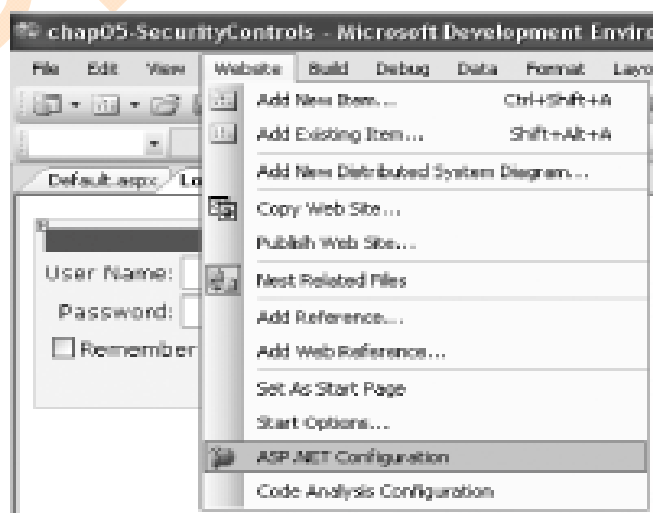 chap05-SecurityControls - Microsoft Development Enviro
File Edit View Website Build Debug Data Format Layo
Add New Item... Ctrl+Shift+A
Add Existing Item... Shift+Alt+A
Add New Distributed System Diagram...
Default.aspx Lo
Copy Web Site...
Publish Web Site...
User Name:
Nest Related Files
Password:
Add Reference...
Remember
Add Web Reference...
Set As Start Page
Start Options...
ASP.NET Configuration
Code Analysis Configuration